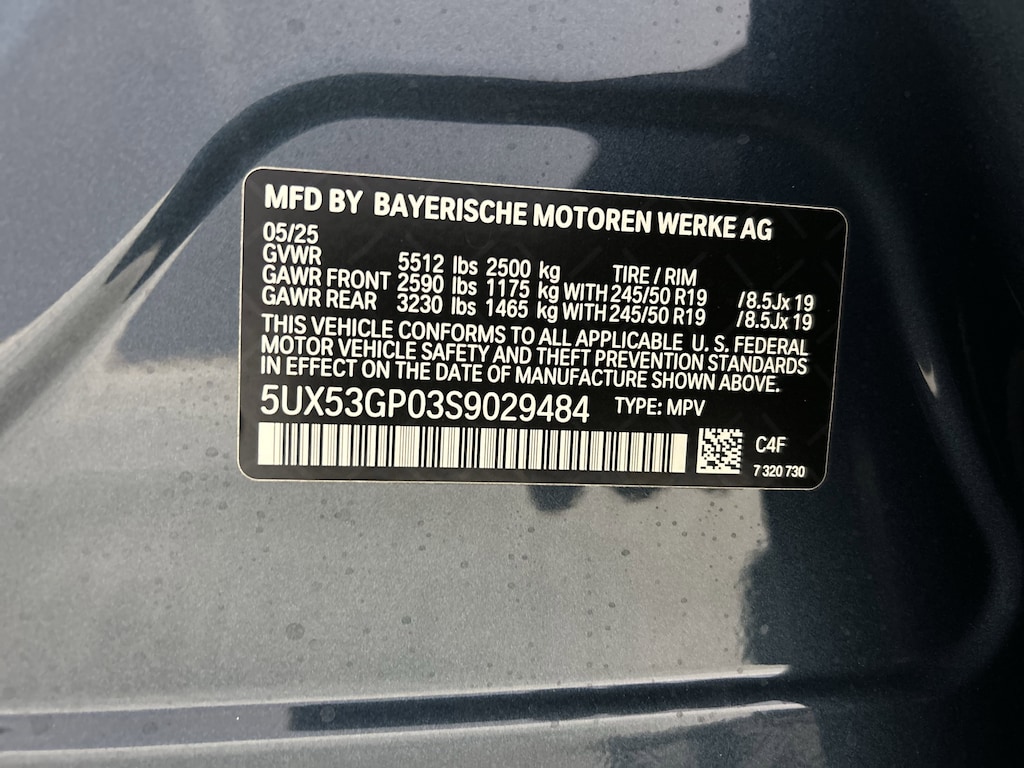 MFD BY BAYERISCHE MOTOREN WERKE AG
05/25
GVWR 5512 lbs 2500 kg TIRE / RIM
GAWR FRONT 2590 lbs 1175 kg WITH 245/50 R19 /8.5Jx 19
GAWR REAR 3230 lbs 1465 kg WITH 245/50 R19 /8.5Jx 19
THIS VEHICLE CONFORMS TO ALL APPLICABLE U. S. FEDERAL
MOTOR VEHICLE SAFETY AND THEFT PREVENTION STANDARDS
IN EFFECT ON THE DATE OF MANUFACTURE SHOWN ABOVE.
5UX53GP03S9029484 TYPE: MPV
C4F
7 320 730